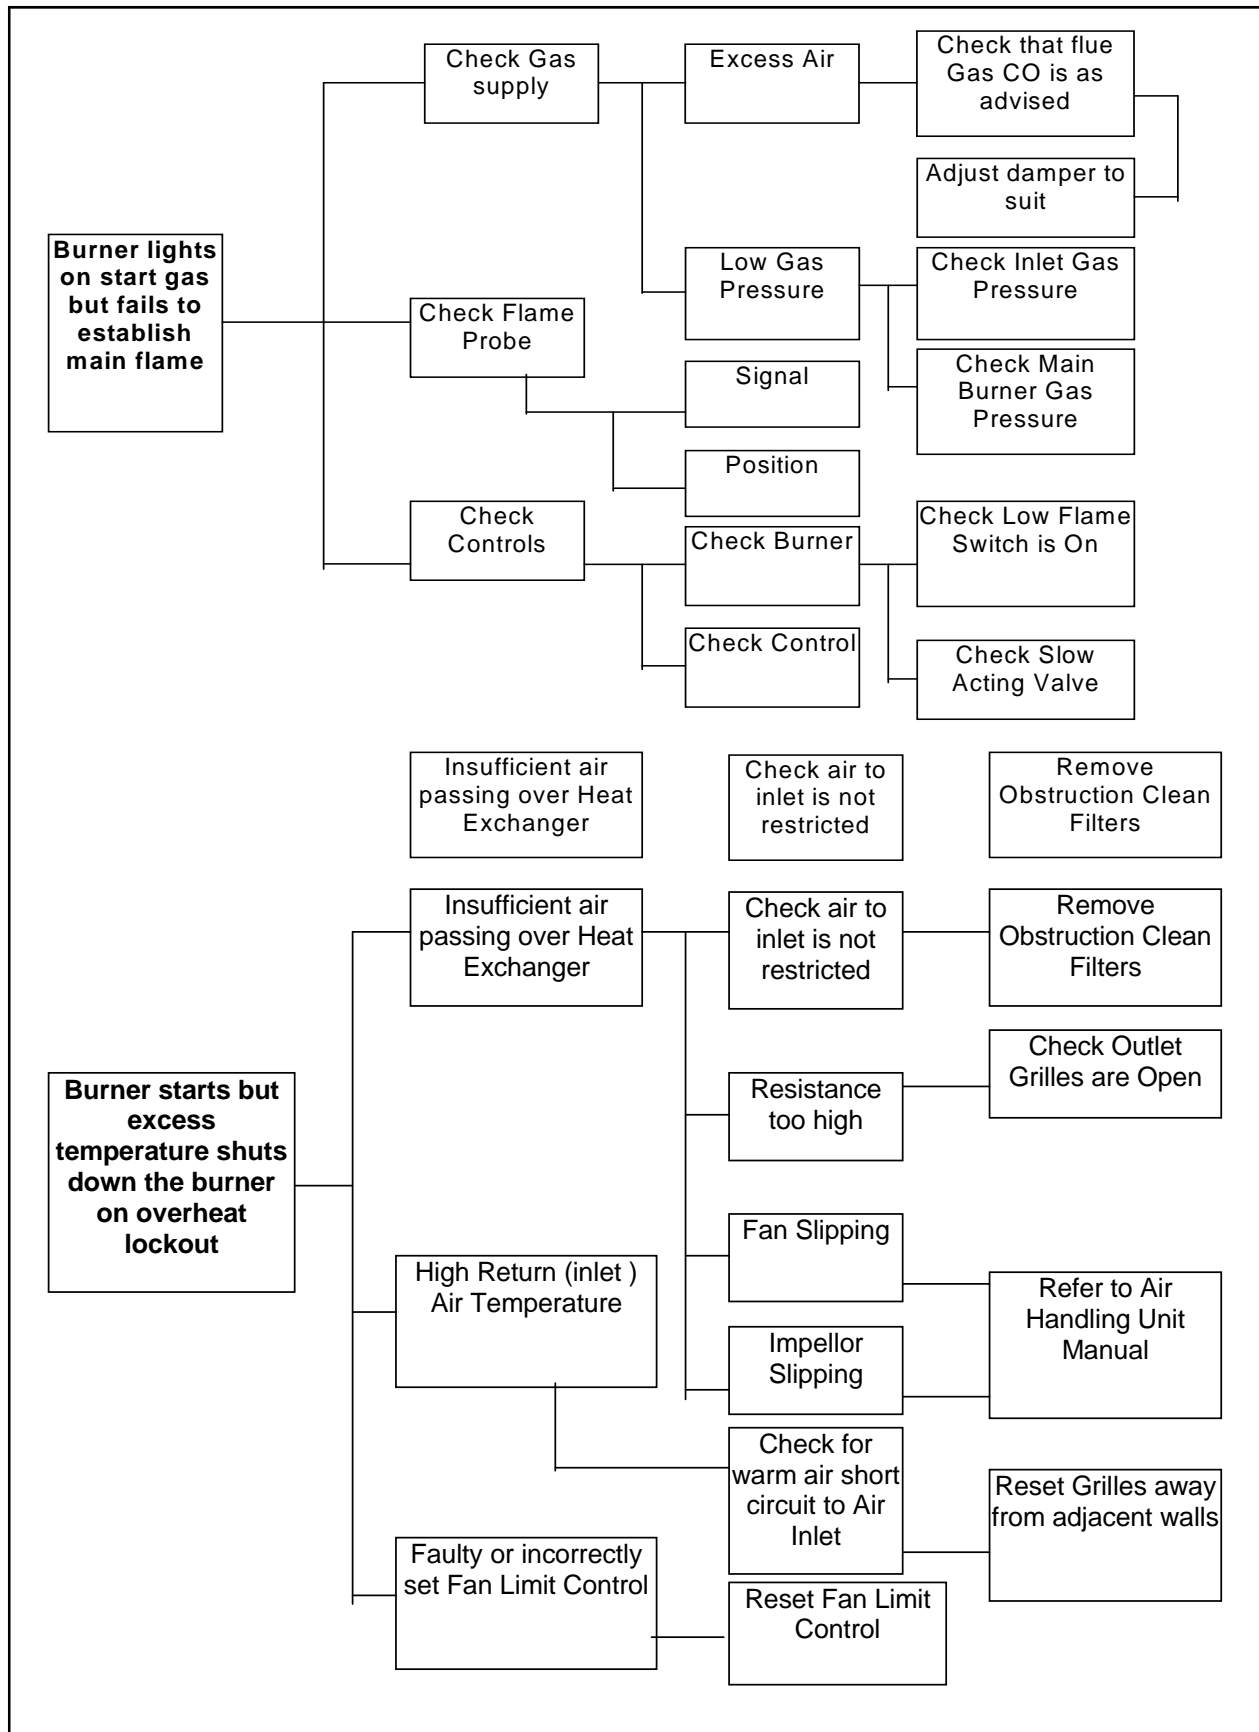 Check Gas
supply
Excess Air
Check that flue
Gas CO is as
advised
Adjust damper to
suit
Burner lights
on start gas
but fails to
establish
main flame
Low Gas
Pressure
Check Inlet Gas
Pressure
Check Flame
Probe
Check Main
Burner Gas
Pressure
Signal
Position
Check
Controls
Check Burner
Check Low Flame
Switch is On
Check Control
Check Slow
Acting Valve
Insufficient air
passing over Heat
Exchanger
Check air to
inlet is not
restricted
Remove
Obstruction Clean
Filters
Insufficient air
passing over Heat
Exchanger
Check air to
inlet is not
restricted
Remove
Obstruction Clean
Filters
Check Outlet
Grilles are Open
Burner starts but
excess
temperature shuts
down the burner
on overheat
lockout
Resistance
too high
Fan Slipping
High Return (inlet )
Air Temperature
Refer to Air
Handling Unit
Manual
Impellor
Slipping
Check for
warm air short
circuit to Air
Inlet
Reset Grilles away
from adjacent walls
Faulty or incorrectly
set Fan Limit Control
Reset Fan Limit
Control